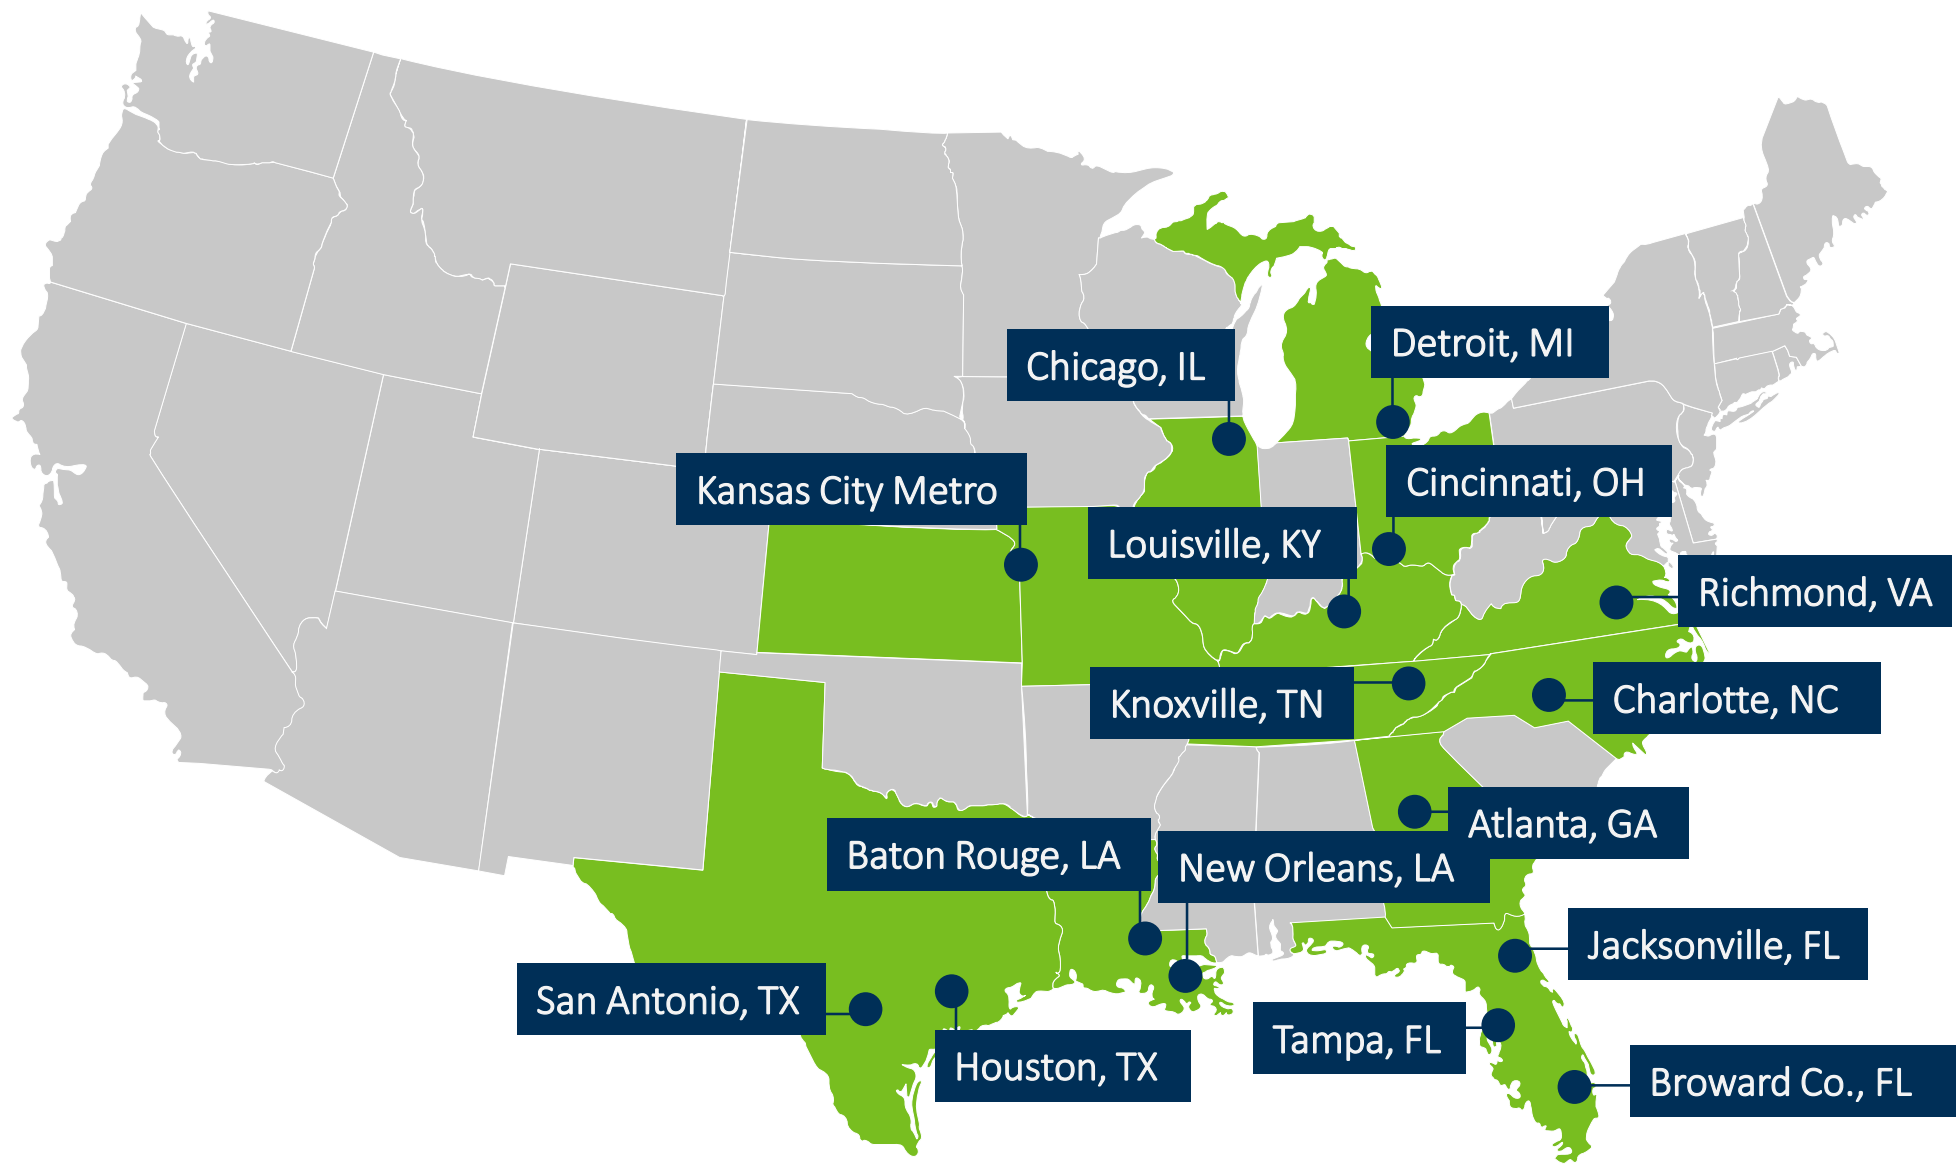 Detroit, MI
Chicago, IL
Cincinnati, OH
Kansas City Metro
Louisville, KY
Richmond, VA
Knoxville, TN
Charlotte, NC
Atlanta, GA
Baton Rouge, LA
New Orleans, LA
Jacksonville, FL
San Antonio, TX
Tampa, FL
Houston, TX
Broward Co., FL